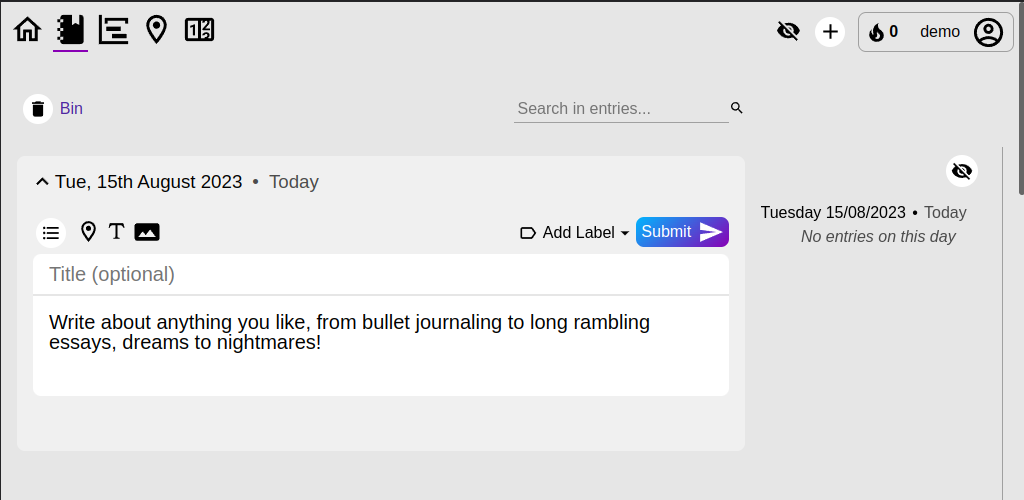 0 demo
Bin
Search in entries...
Tue, 15th August 2023 • Today
Add Label
Submit
Title (optional)
Write about anything you like, from bullet journaling to long rambling
essays, dreams to nightmares!
Tuesday 15/08/2023 • Today
No entries on this day